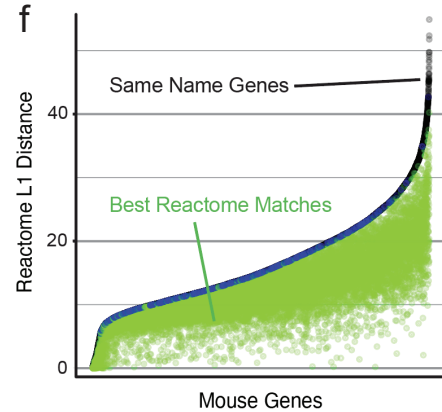 f
Same Name Genes
40
Reactome L1 Distance
Best Reactome Matches
20
0
Mouse Genes